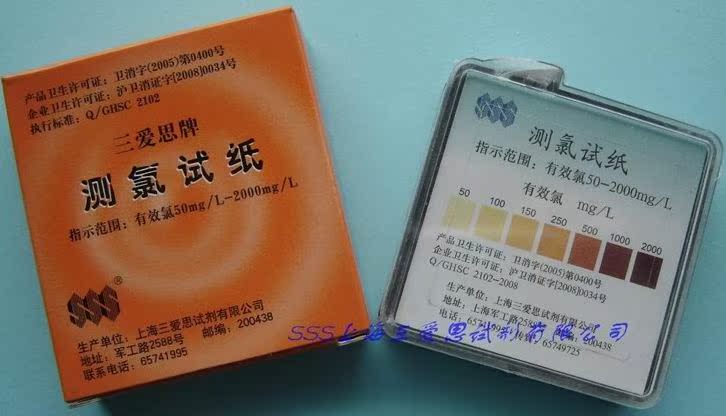 产品卫生许可证：卫消字(2005)第0400号
企业卫生许可证：沪卫消证字[2008]0034号
执行标准：Q/GHSC 2102
三爱思牌
测氯试纸
指示范围：有效氯50mg/L-2000mg/L
SSS®
生产单位：上海三爱思试剂有限公司
地址：军工路2588号 邮编：200438
联系电话：65741995
SSS
测氯试纸
指示范围：有效氯50-2000mg/L
有效氯 mg/L
50 100 150 250 500 1000 2000
产品卫生许可证：卫消字[2005]第0400号
企业卫生许可证：沪卫消证字[2008]0034号
Q/GHSC 2102-2008
生产单位：上海三爱思试剂有限公司
地址：上海军工路2588号 200438
65741995 65749725
SSS上海三爱思试剂有限公司